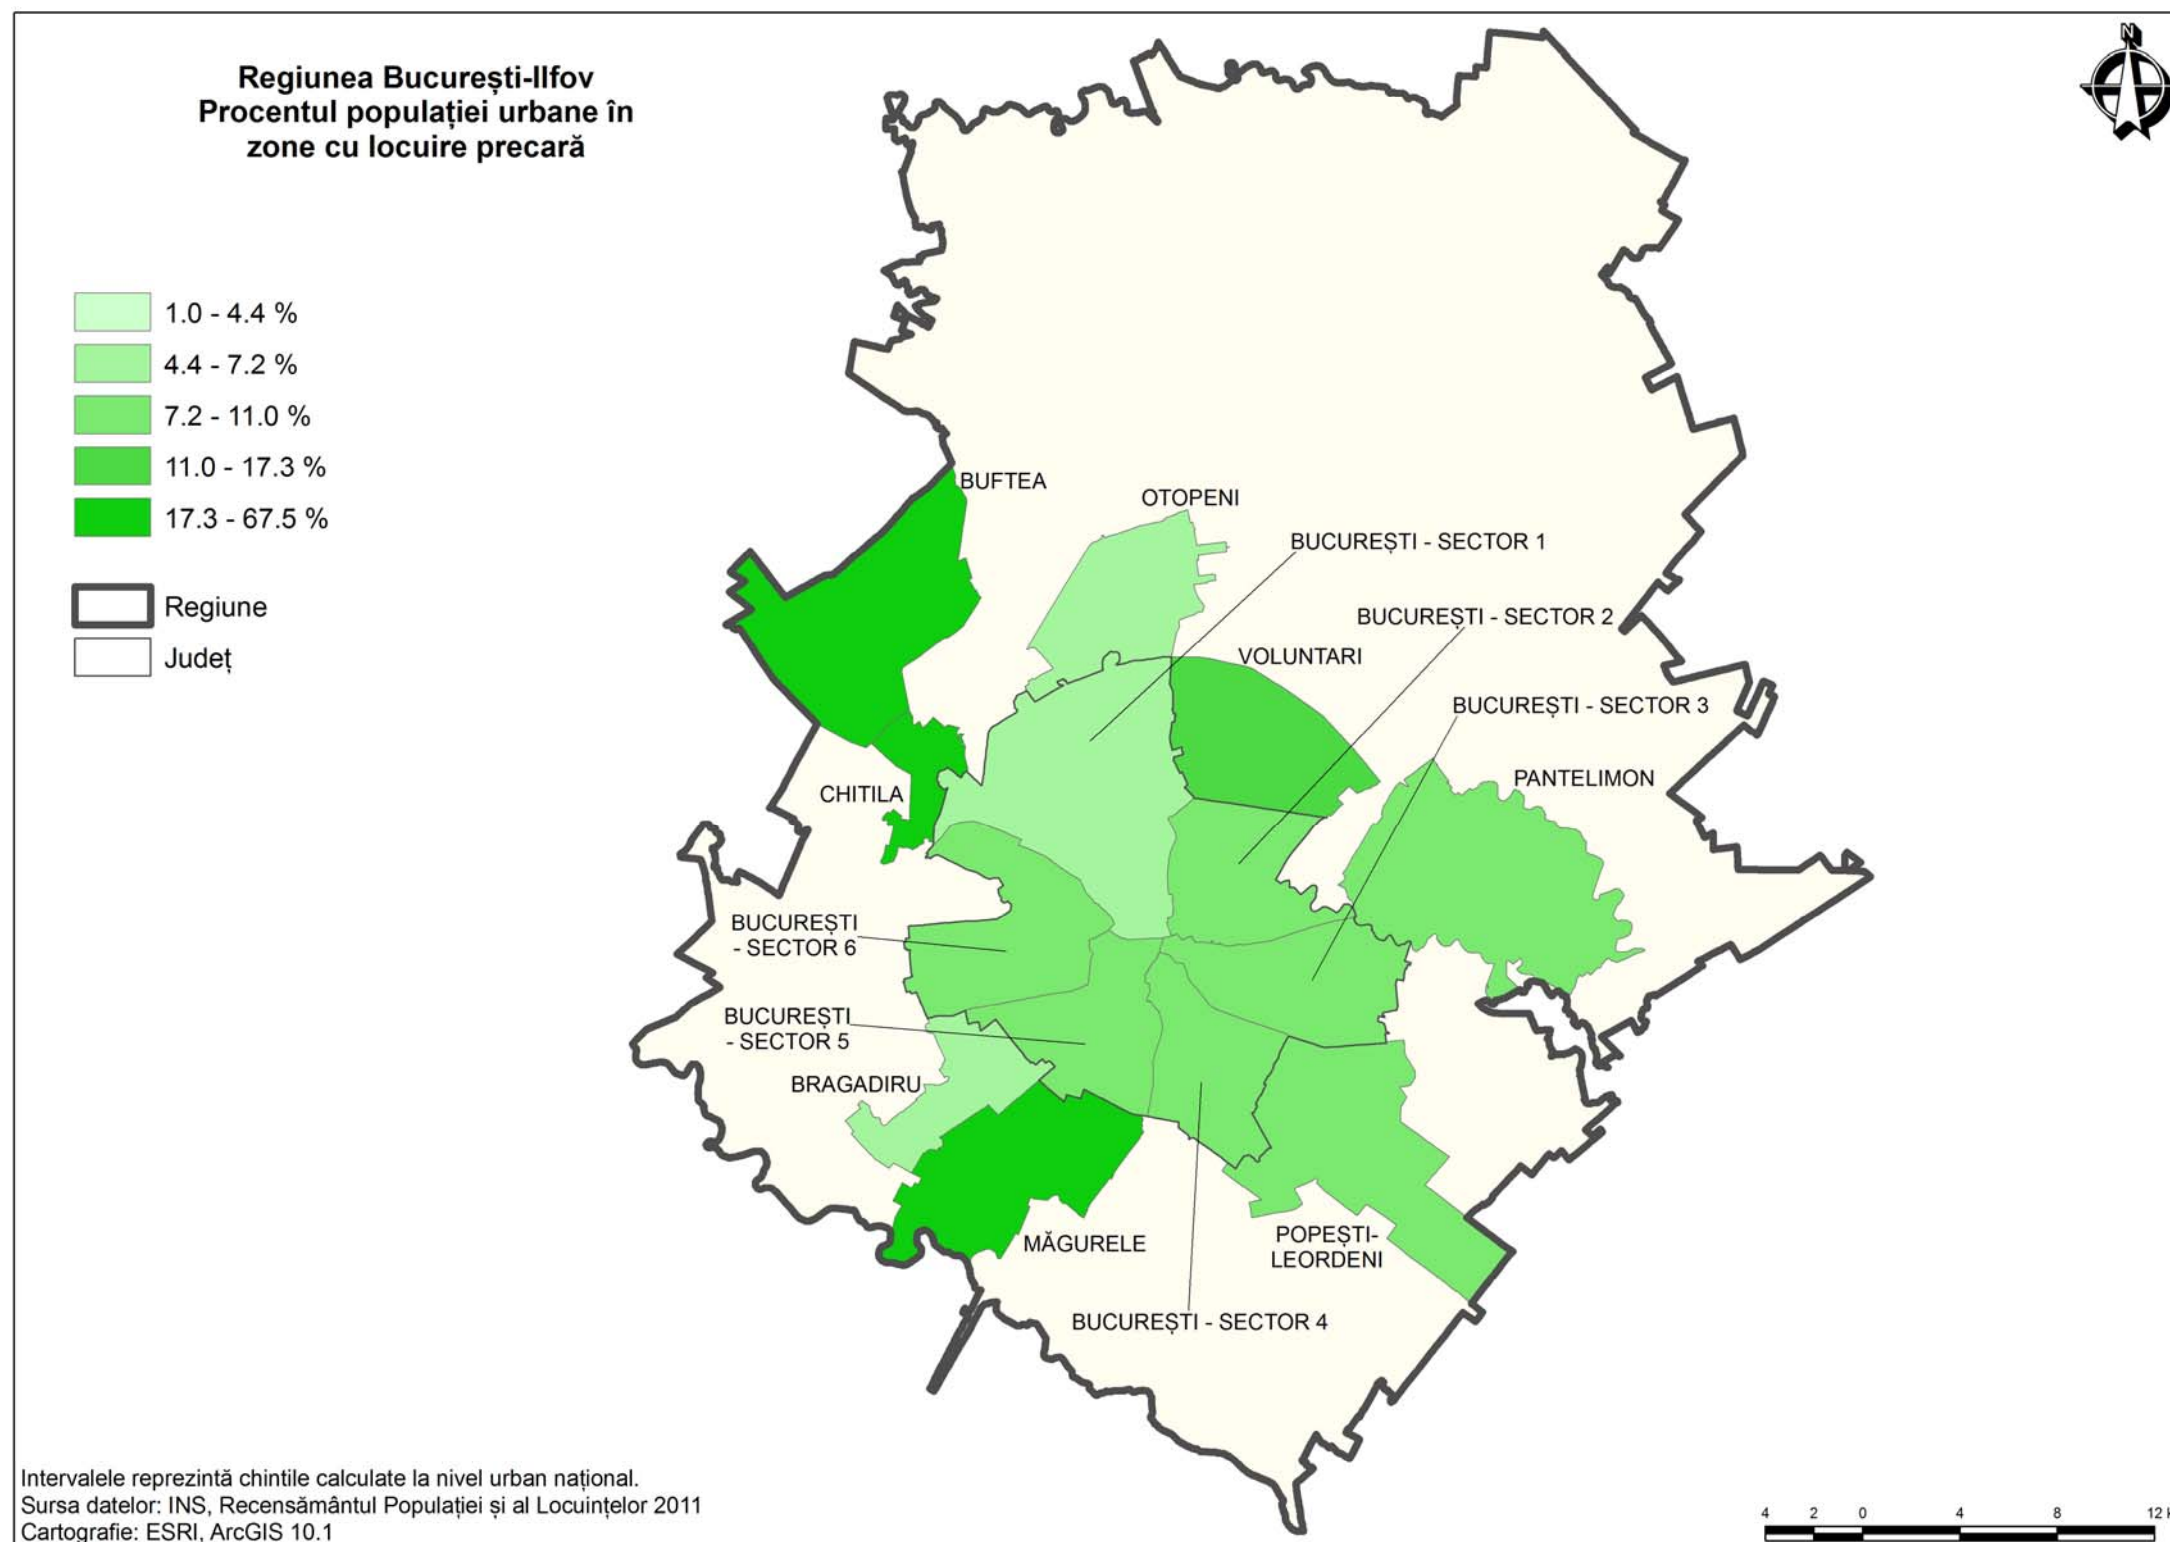 Regiunea București-Ilfov
Procentul populației urbane în
zone cu locuire precară
N
1.0 - 4.4 %
4.4 - 7.2 %
7.2 - 11.0 %
11.0 - 17.3 %
17.3 - 67.5 %
Regiune
Județ
BUFTEA
OTOPENI
BUCUREȘTI - SECTOR 1
BUCUREȘTI - SECTOR 2
VOLUNTARI
BUCUREȘTI - SECTOR 3
PANTELIMON
CHITILA
BUCUREȘTI
- SECTOR 6
BUCUREȘTI
- SECTOR 5
BRAGADIRU
MĂGURELE
POPEȘTI-
LEORDENI
BUCUREȘTI - SECTOR 4
Intervalele reprezintă chintile calculate la nivel urban național.
Sursa datelor: INS, Recensământul Populației și al Locuințelor 2011
Cartografie: ESRI, ArcGIS 10.1
4 2 0 4 8 12